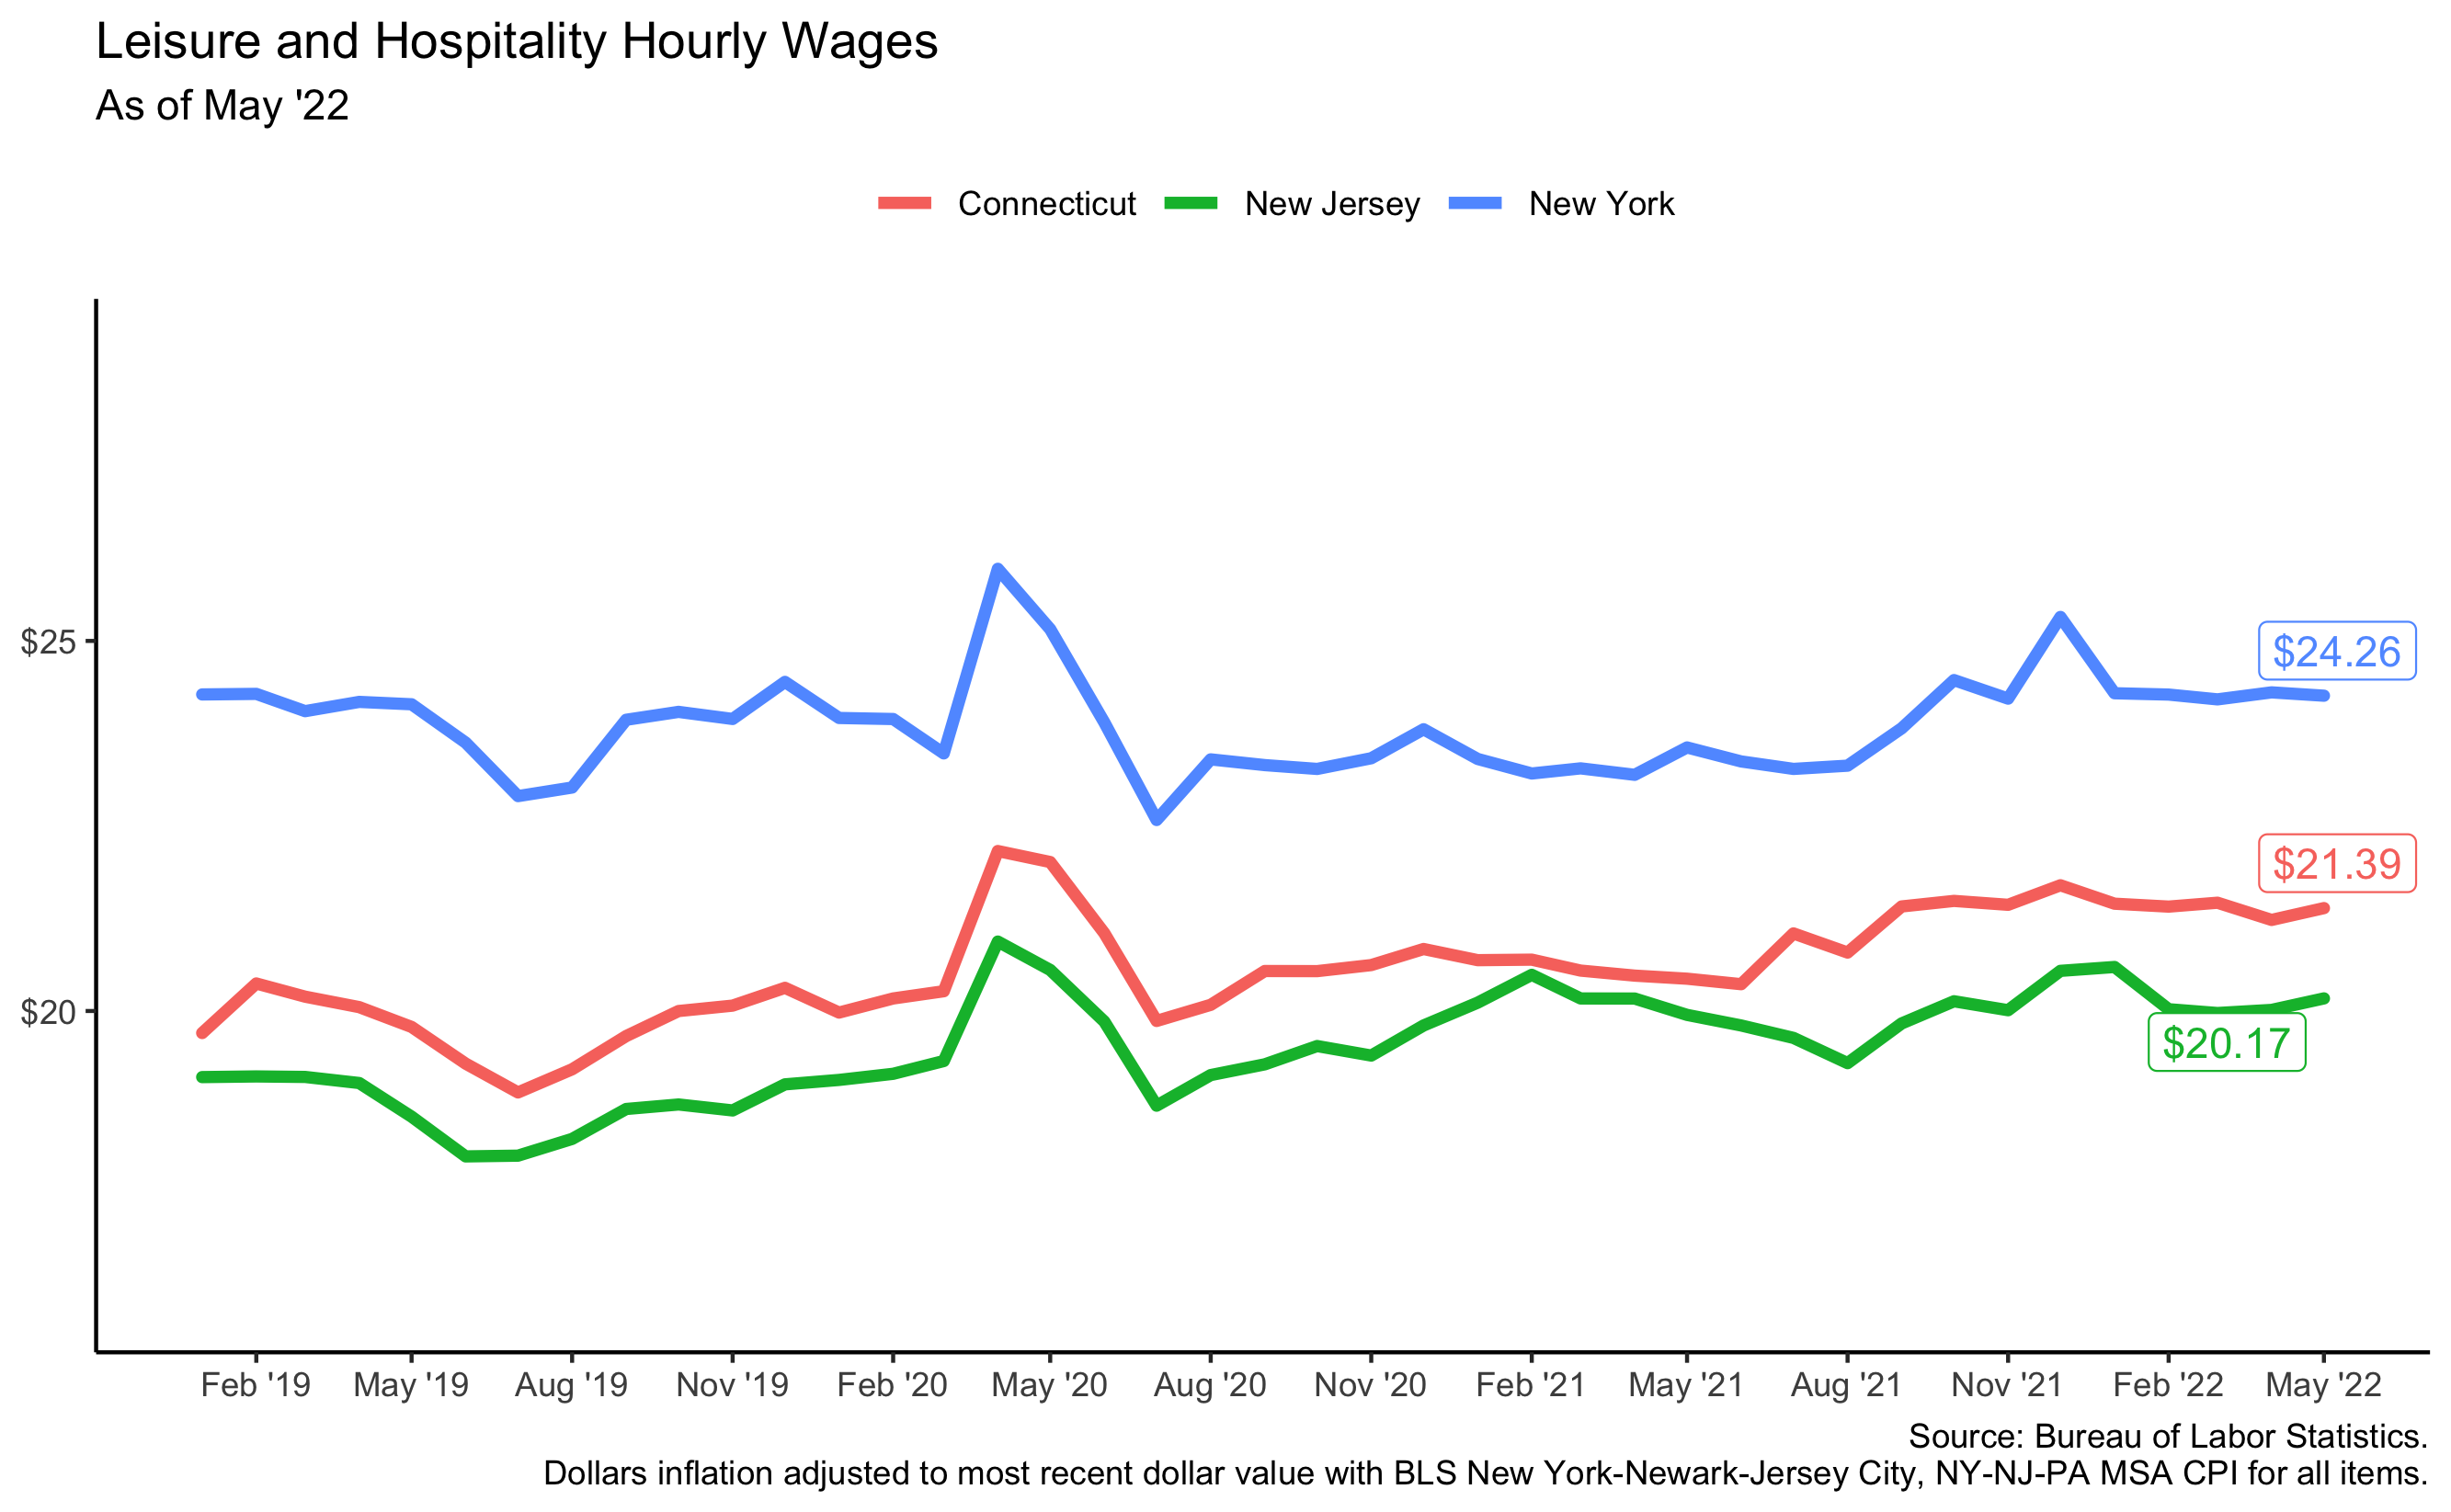 Leisure and Hospitality Hourly Wages
As of May '22
Connecticut New Jersey New York
$25
$20
$24.26
$21.39
$20.17
Feb '19 May '19 Aug '19 Nov '19 Feb '20 May '20 Aug '20 Nov '20 Feb '21 May '21 Aug '21 Nov '21 Feb '22 May '22
Source: Bureau of Labor Statistics.
Dollars inflation adjusted to most recent dollar value with BLS New York-Newark-Jersey City, NY-NJ-PA MSA CPI for all items.